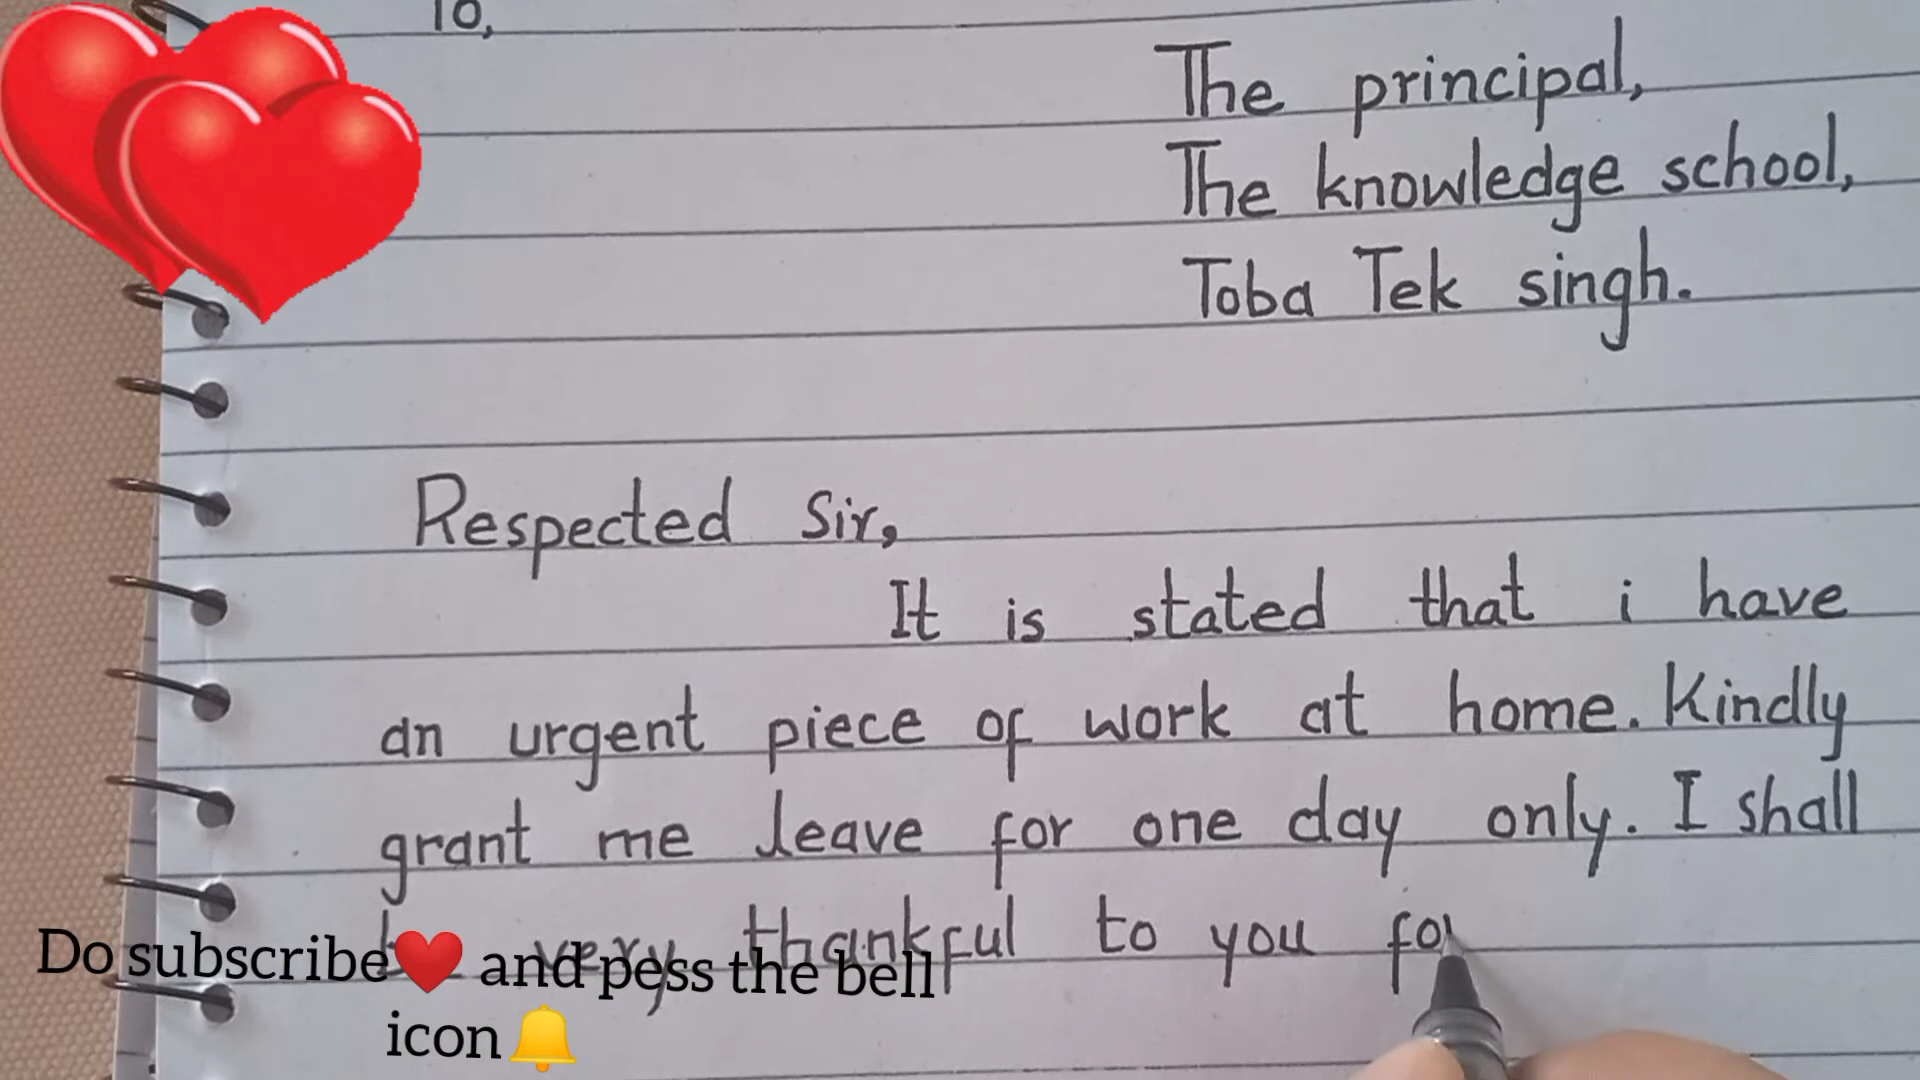 To,
The principal,
The knowledge school,
Toba Tek singh.
Respected Sir,
It is stated that i have
an urgent piece of work at home. Kindly
grant me leave for one day only. I shall
very thankful to you for
Do subscribe❤️ and pess the bell
icon🔔